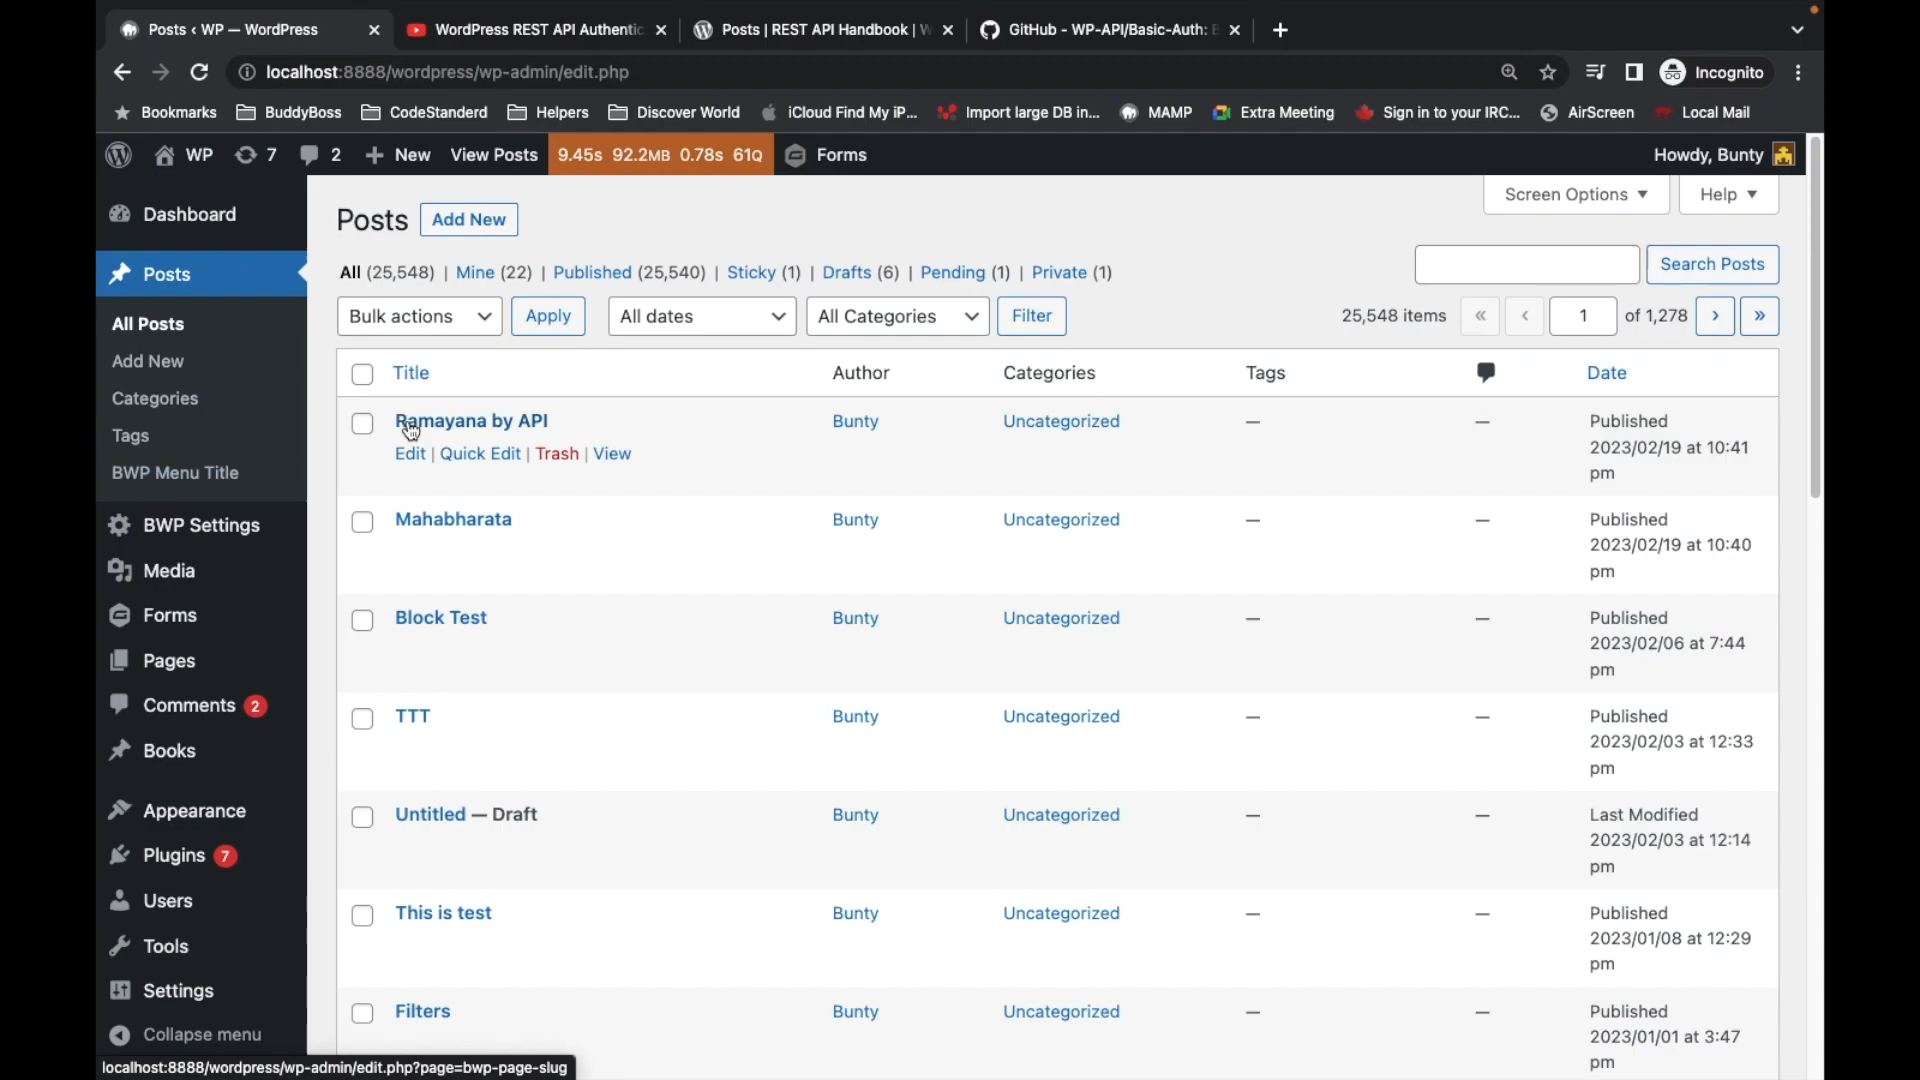 Posts ‹ WP — WordPress
WordPress REST API Authentic
Posts | REST API Handbook | W
GitHub - WP-API/Basic-Auth: B
localhost:8888/wordpress/wp-admin/edit.php
Incognito
Bookmarks
BuddyBoss
CodeStanderd
Helpers
Discover World
iCloud Find My iP...
Import large DB in...
MAMP
Extra Meeting
Sign in to your IRC...
AirScreen
Local Mail
WP
7
2
New
View Posts
9.45s 92.2MB 0.78s 61Q
Forms
Howdy, Bunty
Dashboard
Posts
All Posts
Add New
Categories
Tags
BWP Menu Title
BWP Settings
Media
Forms
Pages
Comments 2
Books
Appearance
Plugins 7
Users
Tools
Settings
Collapse menu
Screen Options
Help
Posts
Add New
All (25,548) | Mine (22) | Published (25,540) | Sticky (1) | Drafts (6) | Pending (1) | Private (1)
Search Posts
Bulk actions
Apply
All dates
All Categories
Filter
25,548 items
«
‹
1
of 1,278
›
»
Title
Author
Categories
Tags
Date
Ramayana by API
Edit | Quick Edit | Trash | View
Bunty
Uncategorized
—
—
Published
2023/02/19 at 10:41
pm
Mahabharata
Bunty
Uncategorized
—
—
Published
2023/02/19 at 10:40
pm
Block Test
Bunty
Uncategorized
—
—
Published
2023/02/06 at 7:44
pm
TTT
Bunty
Uncategorized
—
—
Published
2023/02/03 at 12:33
pm
Untitled — Draft
Bunty
Uncategorized
—
—
Last Modified
2023/02/03 at 12:14
pm
This is test
Bunty
Uncategorized
—
—
Published
2023/01/08 at 12:29
pm
Filters
Bunty
Uncategorized
—
—
Published
2023/01/01 at 3:47
pm
localhost:8888/wordpress/wp-admin/edit.php?page=bwp-page-slug